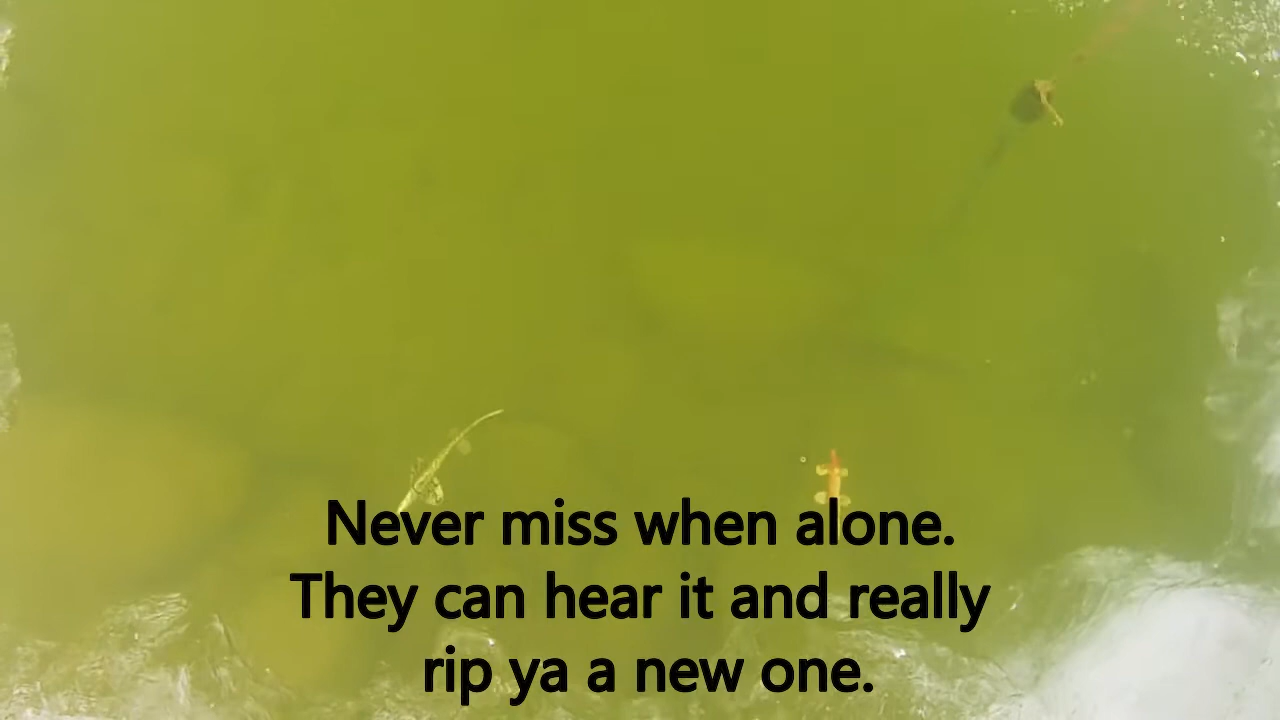 Never miss when alone.
They can hear it and really
rip ya a new one.